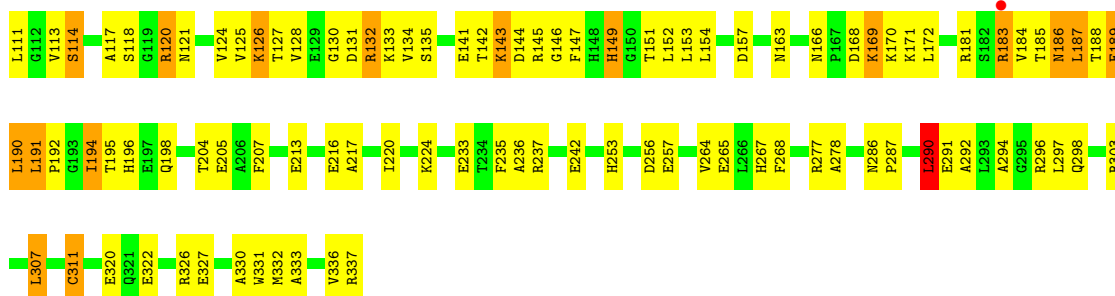 L111 G112 V113 S114 A117 S118 G119 R120 N121 V124 V125 K126 T127 V128 E129 G130 D131 R132 K133 V134 S135 E141 T142 K143 D144 R145 G146 F147 H148 H149 G150 T151 L152 L153 L154 D157 N163 N166 P167 D168 K169 K170 K171 L172 R181 S182 R183 V184 T185 N186 L187 T188
L190 L191 P192 G193 I194 T195 H196 E197 Q198 T204 E205 A206 F207 E213 E216 A217 I220 K224 E233 T234 F235 A236 R237 E242 H253 D256 E257 V264 E265 L266 H267 F268 R277 A278 N286 P287 L290 E291 A292 L293 A294 G295 R296 L297 Q298
L307 C311 E320 Q321 E322 R326 E327 A330 W331 M332 A333 V336 R337